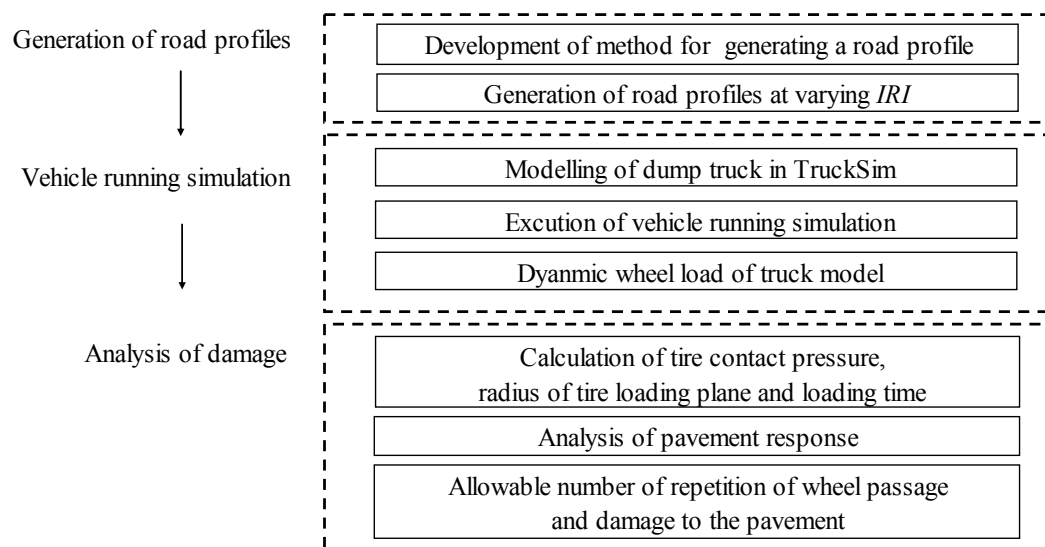 Generation of road profiles
Development of method for generating a road profile
Generation of road profiles at varying IRI
Vehicle running simulation
Modelling of dump truck in TruckSim
Excution of vehicle running simulation
Dyanmic wheel load of truck model
Analysis of damage
Calculation of tire contact pressure,
radius of tire loading plane and loading time
Analysis of pavement response
Allowable number of repetition of wheel passage
and damage to the pavement